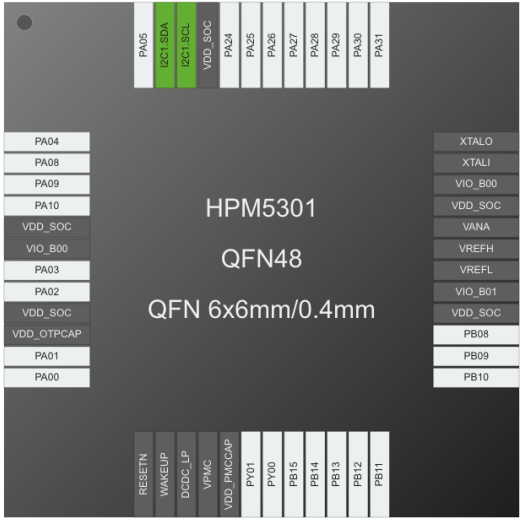 PA05
I2C1.SDA
I2C1.SCL
VDD_SOC
PA24
PA25
PA26
PA27
PA28
PA29
PA30
PA31
PA04
PA08
PA09
PA10
VDD_SOC
VIO_B00
PA03
PA02
VDD_SOC
VDD_OTPCAP
PA01
PA00
HPM5301
QFN48
QFN 6x6mm/0.4mm
XTALO
XTALI
VIO_B00
VDD_SOC
VANA
VREFH
VREFL
VIO_B01
VDD_SOC
PB08
PB09
PB10
RESETN
WAKEUP
DCDC_LP
VPMC
VDD_PMCCAP
PY01
PY00
PB15
PB14
PB13
PB12
PB11